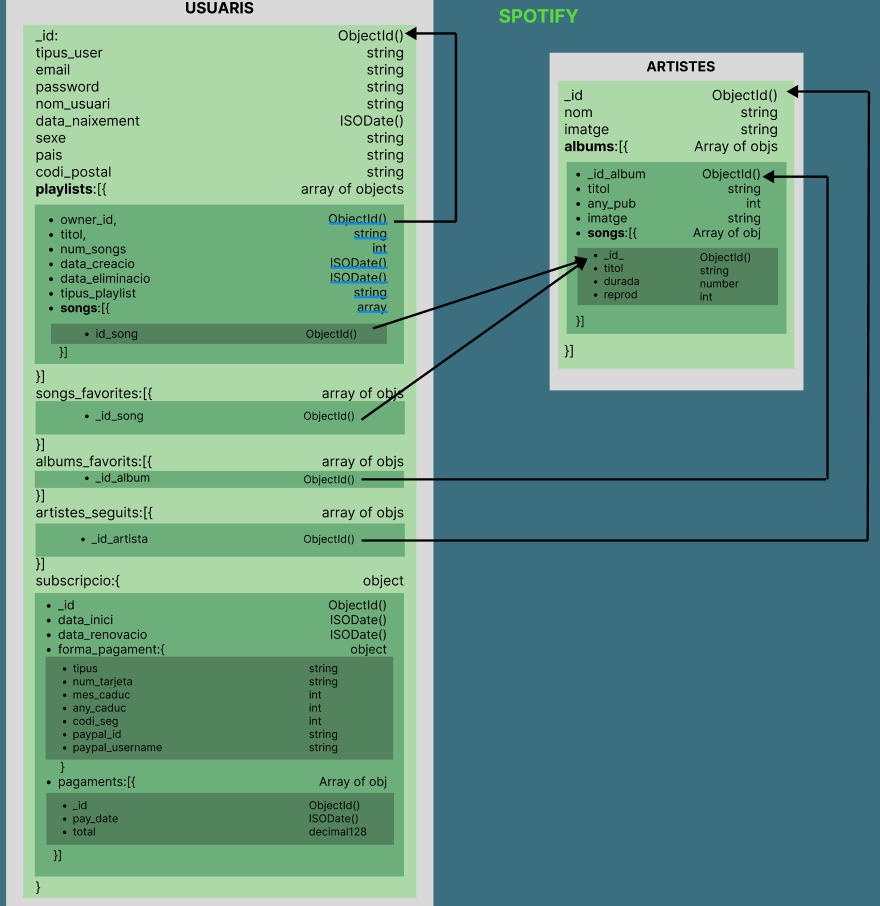 USUARIS
_id: ObjectId()
tipus_user string
email string
password string
nom_usuari string
data_naixement ISODate()
sexe string
pais string
codi_postal string
playlists:[{ array of objects
• owner_id, ObjectId()
• titol, string
• num_songs int
• data_creacio ISODate()
• data_eliminacio ISODate()
• tipus_playlist string
• songs:[{ array
• id_song ObjectId()
}]
}]
songs_favorites:[{ array of objs
• _id_song ObjectId()
}]
albums_favorits:[{ array of objs
• _id_album ObjectId()
}]
artistes_seguits:[{ array of objs
• _id_artista ObjectId()
}]
subscripcio:{ object
• _id ObjectId()
• data_inici ISODate()
• data_renovacio ISODate()
• forma_pagament:{ object
• tipus string
• num_tarjeta string
• mes_caduc int
• any_caduc int
• codi_seg int
• paypal_id string
• paypal_username string
}
• pagaments:[{ Array of obj
• _id ObjectId()
• pay_date ISODate()
• total decimal128
}]
}
SPOTIFY
ARTISTES
_id ObjectId()
nom string
imatge string
albums:[{ Array of objs
• _id_album ObjectId()
• titol string
• any_pub int
• imatge string
• songs:[{ Array of obj
• _id_ ObjectId()
• titol string
• durada number
• reprod int
}]
}]